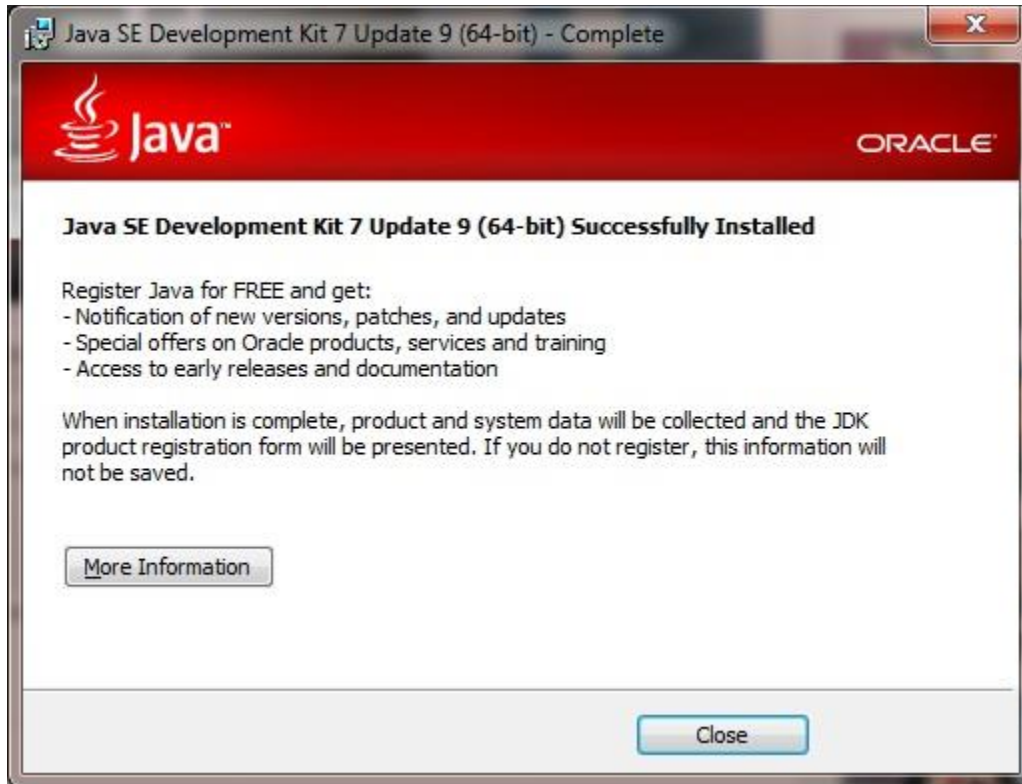 Java SE Development Kit 7 Update 9 (64-bit) - Complete
Java™
ORACLE®
Java SE Development Kit 7 Update 9 (64-bit) Successfully Installed
Register Java for FREE and get:
- Notification of new versions, patches, and updates
- Special offers on Oracle products, services and training
- Access to early releases and documentation
When installation is complete, product and system data will be collected and the JDK
product registration form will be presented. If you do not register, this information will
not be saved.
More Information
Close